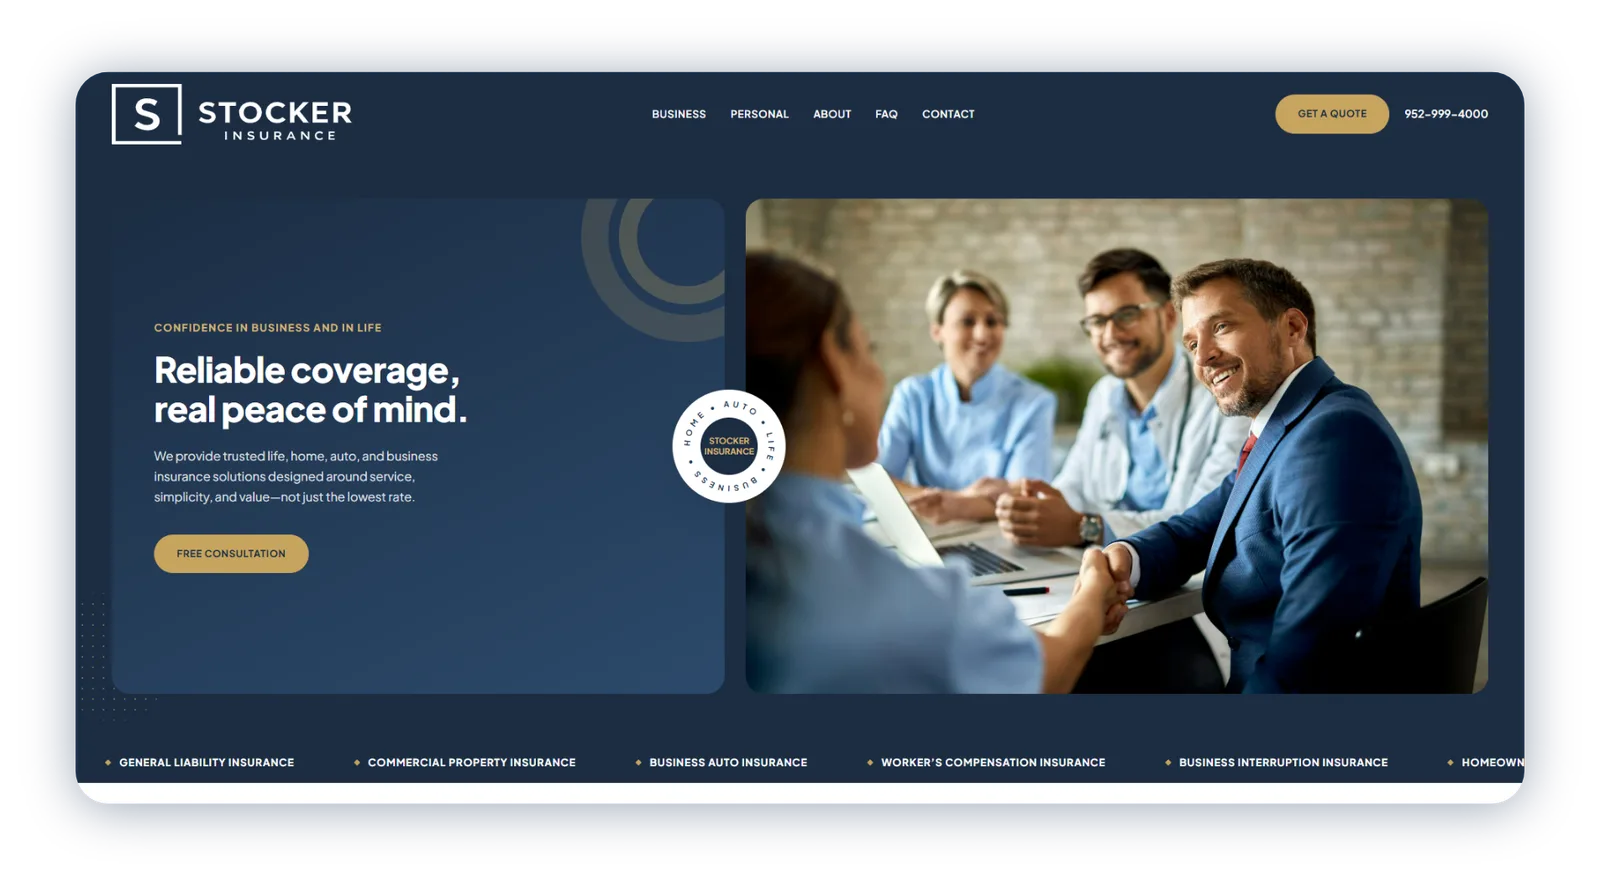 S
STOCKER
INSURANCE
BUSINESS
PERSONAL
ABOUT
FAQ
CONTACT
GET A QUOTE
952-999-4000
CONFIDENCE IN BUSINESS AND IN LIFE
Reliable coverage,
real peace of mind.
We provide trusted life, home, auto, and business
insurance solutions designed around service,
simplicity, and value—not just the lowest rate.
FREE CONSULTATION
HOME • AUTO • LIFE • BUSINESS •
STOCKER
INSURANCE
GENERAL LIABILITY INSURANCE
COMMERCIAL PROPERTY INSURANCE
BUSINESS AUTO INSURANCE
WORKER’S COMPENSATION INSURANCE
BUSINESS INTERRUPTION INSURANCE
HOMEOWN